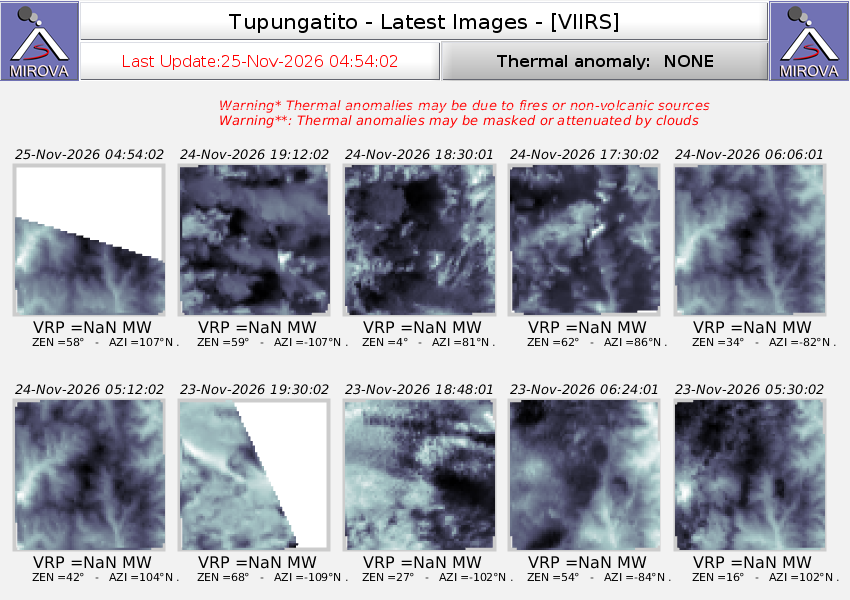 Tupungatito - Latest Images - [VIIRS]
MIROVA
Last Update:25-Nov-2026 04:54:02
Thermal anomaly: NONE
MIROVA
Warning* Thermal anomalies may be due to fires or non-volcanic sources
Warning**: Thermal anomalies may be masked or attenuated by clouds
25-Nov-2026 04:54:02
24-Nov-2026 19:12:02
24-Nov-2026 18:30:01
24-Nov-2026 17:30:02
24-Nov-2026 06:06:01
VRP =NaN MW
VRP =NaN MW
VRP =NaN MW
VRP =NaN MW
VRP =NaN MW
ZEN =58° - AZI =107°N .
ZEN =59° - AZI =-107°N .
ZEN =4° - AZI =81°N .
ZEN =62° - AZI =86°N .
ZEN =34° - AZI =-82°N .
24-Nov-2026 05:12:02
23-Nov-2026 19:30:02
23-Nov-2026 18:48:01
23-Nov-2026 06:24:01
23-Nov-2026 05:30:02
VRP =NaN MW
VRP =NaN MW
VRP =NaN MW
VRP =NaN MW
VRP =NaN MW
ZEN =42° - AZI =104°N .
ZEN =68° - AZI =-109°N .
ZEN =27° - AZI =-102°N .
ZEN =54° - AZI =-84°N .
ZEN =16° - AZI =102°N .